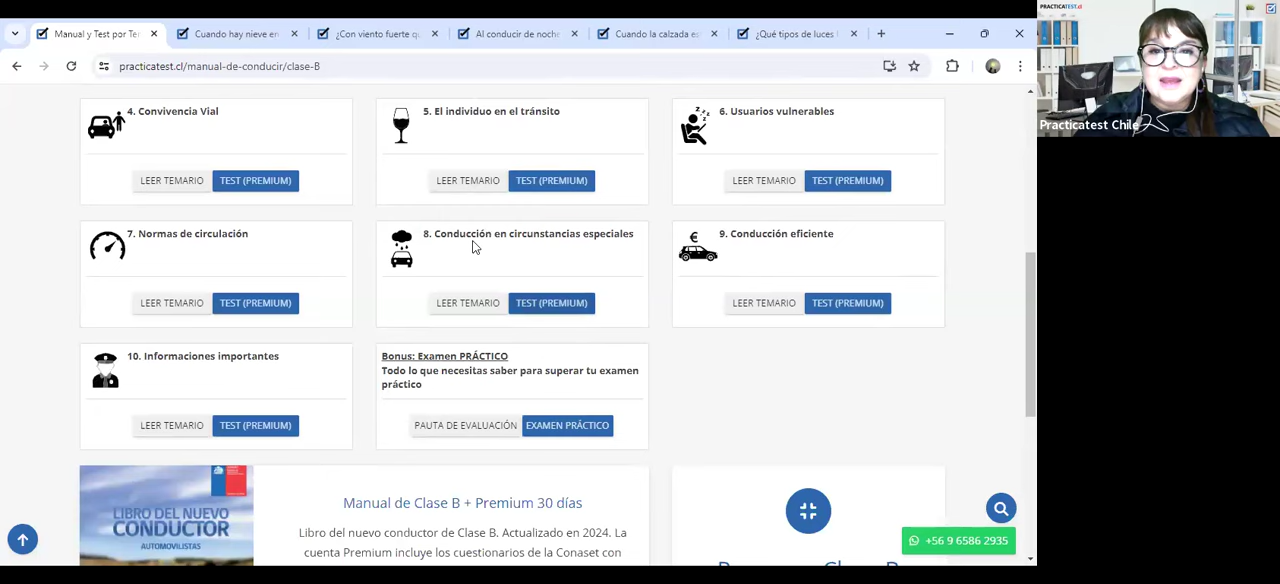 Manual y Test por Te
Cuando hay nieve en
¿Con viento fuerte qu
Al conducir de noche
Cuando la calzada es
¿Qué tipos de luces
practicatest.cl/manual-de-conducir/clase-B
PRACTICATEST.cl
Practicatest Chile
4. Convivencia Vial
LEER TEMARIO TEST (PREMIUM)
5. El individuo en el tránsito
LEER TEMARIO TEST (PREMIUM)
6. Usuarios vulnerables
LEER TEMARIO TEST (PREMIUM)
7. Normas de circulación
LEER TEMARIO TEST (PREMIUM)
8. Conducción en circunstancias especiales
LEER TEMARIO TEST (PREMIUM)
9. Conducción eficiente
LEER TEMARIO TEST (PREMIUM)
10. Informaciones importantes
LEER TEMARIO TEST (PREMIUM)
Bonus: Examen PRÁCTICO
Todo lo que necesitas saber para superar tu examen
práctico
PAUTA DE EVALUACIÓN EXAMEN PRÁCTICO
LIBRO DEL NUEVO
CONDUCTOR
AUTOMOVILISTAS
Manual de Clase B + Premium 30 días
Libro del nuevo conductor de Clase B. Actualizado en 2024. La
cuenta Premium incluye los cuestionarios de la Conaset con
+56 9 6586 2935